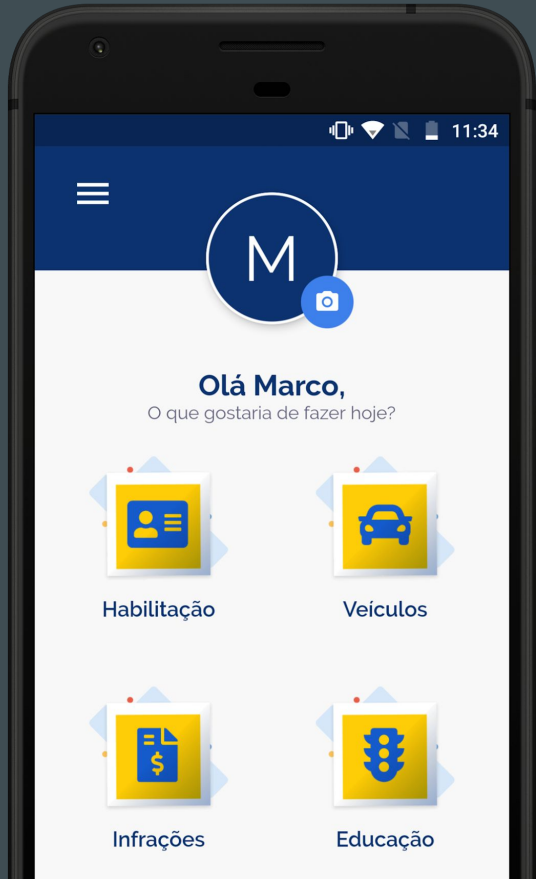 11:34
M
Olá Marco,
O que gostaria de fazer hoje?
Habilitação
Veículos
$
Infrações
Educação